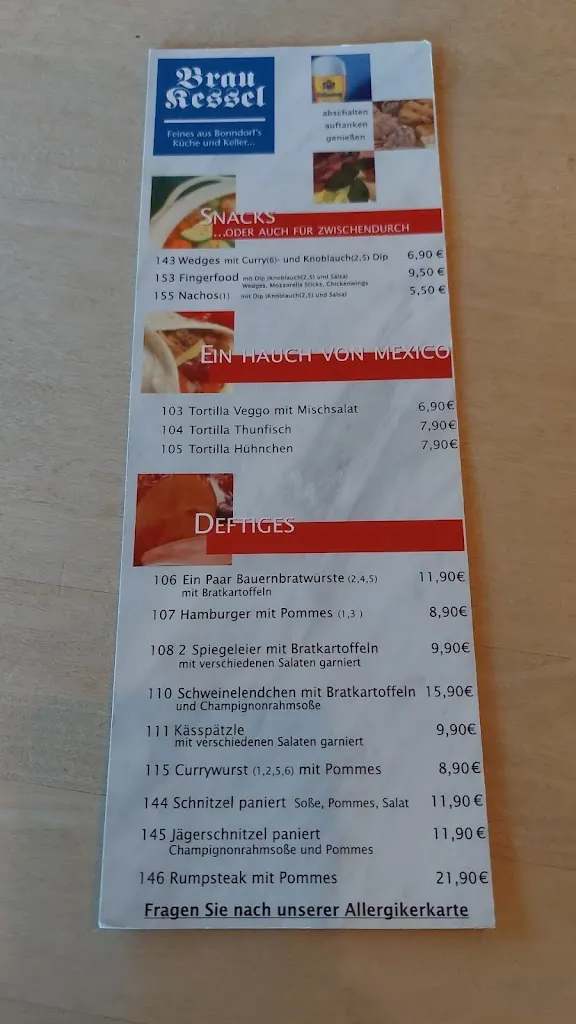 Brau
Kessel
Feines aus Bonndorf's
Küche und Keller...
abschalten
auftanken
genießen
SNACKS
...ODER AUCH FÜR ZWISCHENDURCH
143 Wedges mit Curry(6)- und Knoblauch(2,5) Dip 6,90 €
153 Fingerfood mit Dip (Knoblauch(2,5) und Salsa) 9,50 €
Wedges, Mozzarella Sticks, Chickenwings
155 Nachos(1) mit Dip (Knoblauch(2,5) und Salsa) 5,50 €
EIN HAUCH VON MEXICO
103 Tortilla Veggo mit Mischsalat 6,90€
104 Tortilla Thunfisch 7,90€
105 Tortilla Hühnchen 7,90€
DEFTIGES
106 Ein Paar Bauernbratwürste (2,4,5) 11,90€
mit Bratkartoffeln
107 Hamburger mit Pommes (1,3 ) 8,90€
108 2 Spiegeleier mit Bratkartoffeln 9,90€
mit verschiedenen Salaten garniert
110 Schweinelendchen mit Bratkartoffeln 15,90€
und Champignonrahmsoße
111 Kässpätzle 9,90€
mit verschiedenen Salaten garniert
115 Currywurst (1,2,5,6) mit Pommes 8,90€
144 Schnitzel paniert Soße, Pommes, Salat 11,90 €
145 Jägerschnitzel paniert 11,90 €
Champignonrahmsoße und Pommes
146 Rumpsteak mit Pommes 21,90€
Fragen Sie nach unserer Allergikerkarte